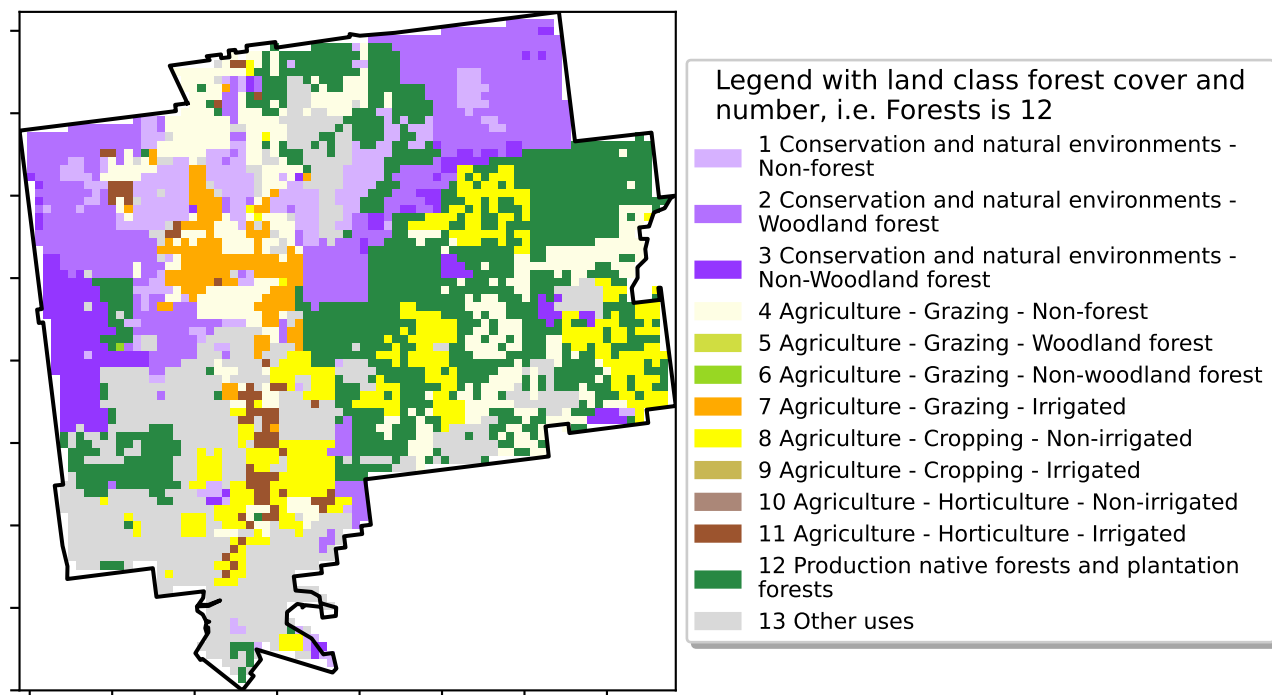 Legend with land class forest cover and
number, i.e. Forests is 12
1 Conservation and natural environments -
Non-forest
2 Conservation and natural environments -
Woodland forest
3 Conservation and natural environments -
Non-Woodland forest
4 Agriculture - Grazing - Non-forest
5 Agriculture - Grazing - Woodland forest
6 Agriculture - Grazing - Non-woodland forest
7 Agriculture - Grazing - Irrigated
8 Agriculture - Cropping - Non-irrigated
9 Agriculture - Cropping - Irrigated
10 Agriculture - Horticulture - Non-irrigated
11 Agriculture - Horticulture - Irrigated
12 Production native forests and plantation
forests
13 Other uses